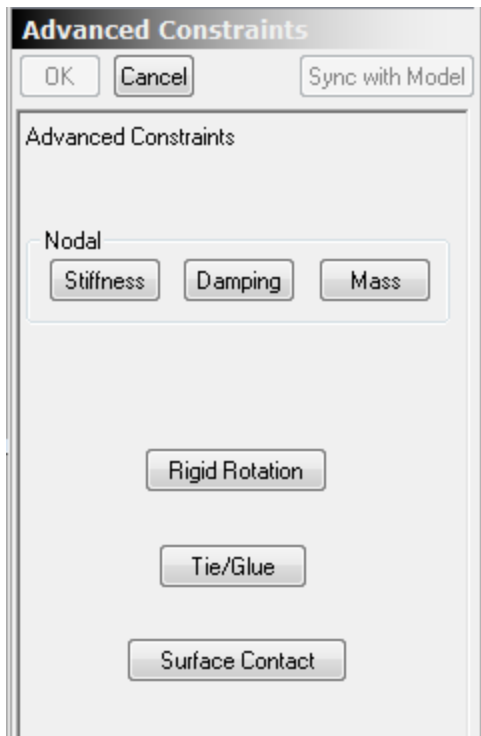 Advanced Constraints
OK Cancel Sync with Model
Advanced Constraints
Nodal
Stiffness Damping Mass
Rigid Rotation
Tie/Glue
Surface Contact